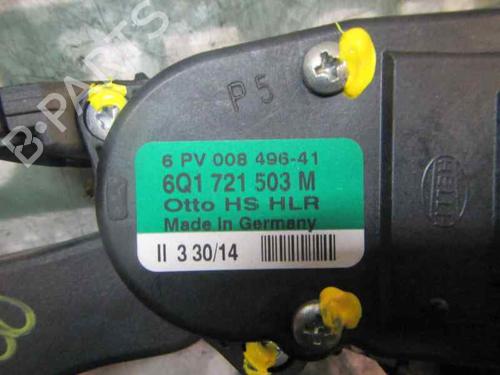 B-PARTS
P5
6 PV 008 496-41
6Q1 721 503 M
Otto HS HLR
Made in Germany
II 3 30/14
HELLA